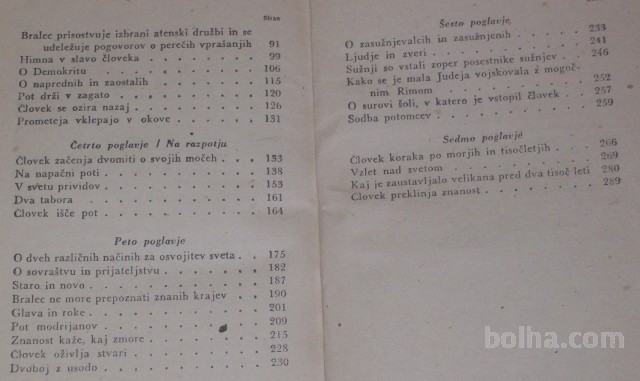 Stran
Bralec prisostvuje izbrani atenski družbi in se
udeležuje pogovorov o perečih vprašanjih 91
Himna v slavo človeka . . . . . . . . 99
O Demokritu . . . . . . . . . . . 106
O naprednih in zaostalih . . . . . . . 115
Pot drži v zagato . . . . . . . . . . 120
Človek se ozira nazaj . . . . . . . . 126
Prometeja vklepajo v okove . . . . . . 131
Četrto poglavje / Na razpotju
Človek začenja dvomiti o svojih močeh . . . 133
Na napačni poti . . . . . . . . . . 138
V svetu prividov . . . . . . . . . . 153
Dva tabora . . . . . . . . . . . 161
Človek išče pot . . . . . . . . . . 164
Peto poglavje
O dveh različnih načinih za osvojitev sveta . . 175
O sovraštvu in prijateljstvu . . . . . . 182
Staro in novo . . . . . . . . . . . 187
Bralec ne more prepoznati znanih krajev . . 190
Glava in roke . . . . . . . . . . . 201
Pot modrijanov . . . . . . . . . . 209
Znanost kaže, kaj zmore . . . . . . . 215
Človek oživlja stvari . . . . . . . . 228
Dvoboj z usodo . . . . . . . . . . 230
Šesto poglavje
O zasužnjevalcih in zasužnjenih . . . . . 233
Ljudje in zveri . . . . . . . . . . 241
Sužnji so vstali zoper posestnike sužnjev . . 246
Kako se je mala Judeja vojskovala z mogoč-
nim Rimom . . . . . . . . . . 252
O surovi šoli, v katero je vstopil človek . . 257
Sodba potomcev . . . . . . . . . . 259
Sedmo poglavje
Človek koraka po morjih in tisočletjih . . . 266
Vzlet nad svetom . . . . . . . . . . 269
Kaj je zaustavljalo velikana pred dva tisoč leti 280
Človek preklinja znanost . . . . . . . 289
bolha.com